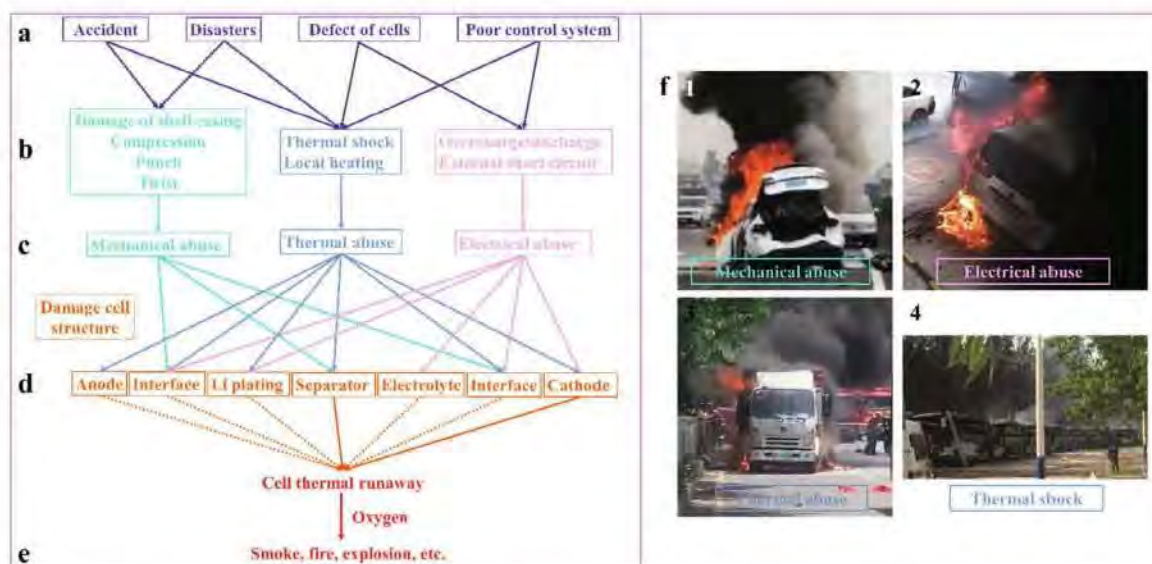 a
Accident Disasters Defect of cells Poor control system
b
Damage of shell-casing
Compression
Punch
Twist
Thermal shock
Local heating
External short circuit
c
Mechanical abuse Thermal abuse Electrical abuse
Damage cell
structure
d
Anode Interface Li plating Separator Electrolyte Interface Cathode
Cell thermal runaway
Oxygen
e
Smoke, fire, explosion, etc.
f
1
Mechanical abuse
2
Electrical abuse
3
Thermal abuse
4
Thermal shock